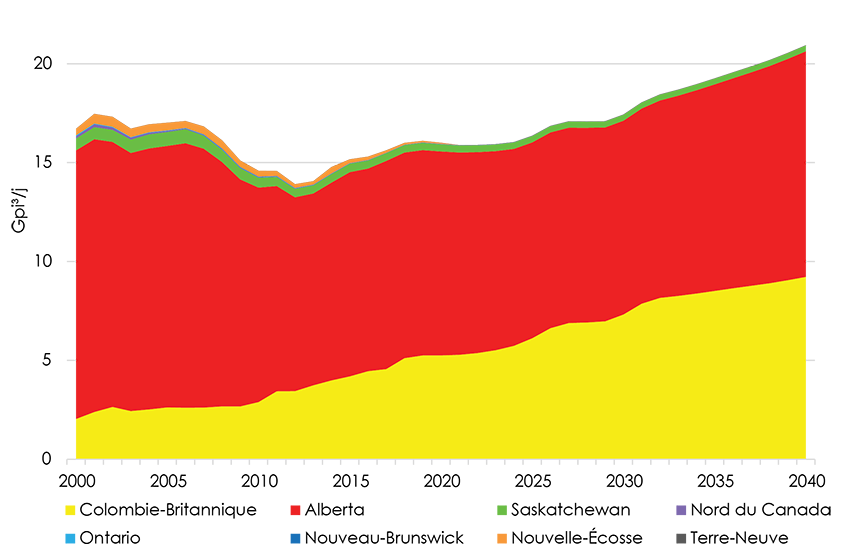 20
15
Gpi³/j
10
5
0
2000 2005 2010 2015 2020 2025 2030 2035 2040
Colombie-Britannique Alberta Saskatchewan Nord du Canada
Ontario Nouveau-Brunswick Nouvelle-Écosse Terre-Neuve